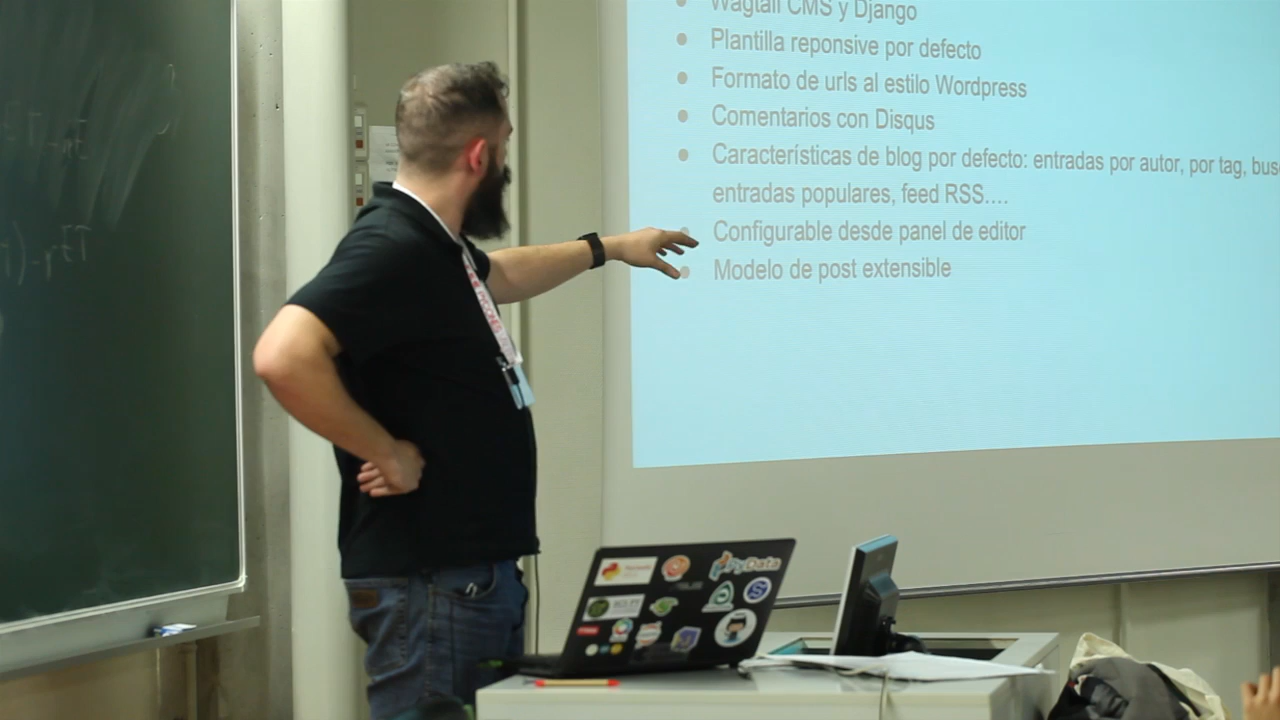 Wagtail CMS y Django
Plantilla reponsive por defecto
Formato de urls al estilo Wordpress
Comentarios con Disqus
Características de blog por defecto: entradas por autor, por tag, bus
entradas populares, feed RSS....
Configurable desde panel de editor
Modelo de post extensible
PyData